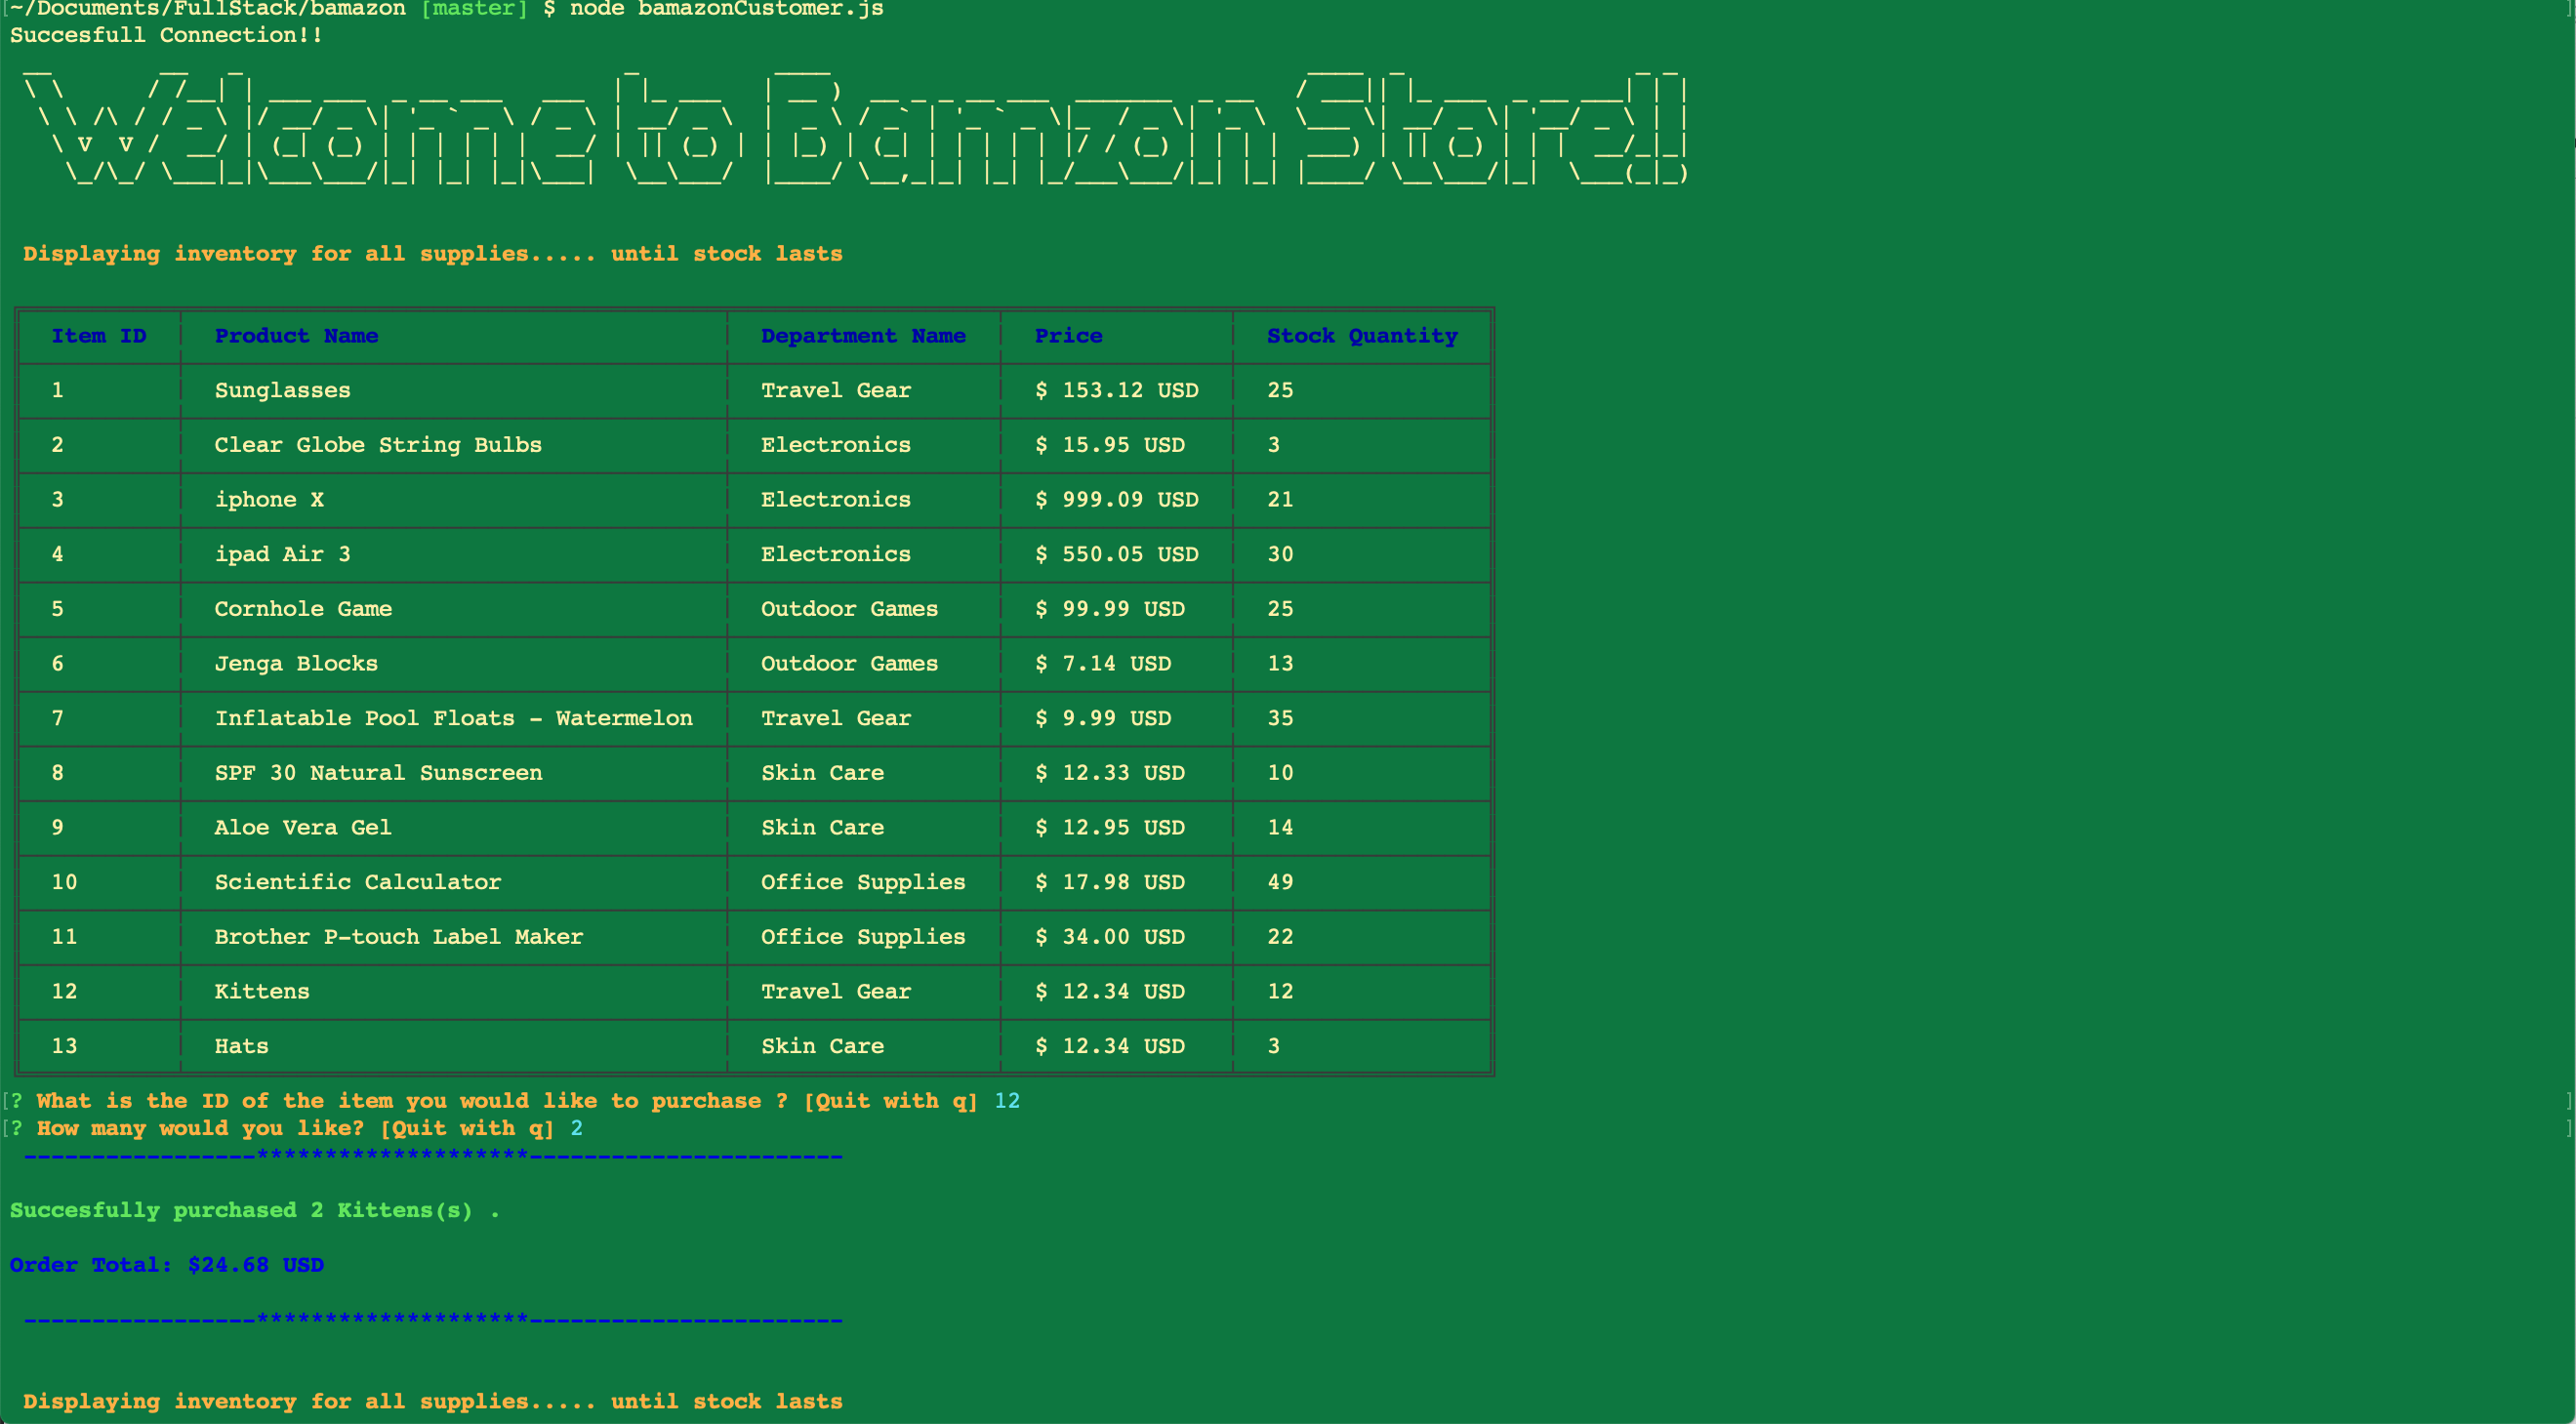 ~/Documents/FullStack/bamazon [master] $ node bamazonCustomer.js
Succesfull Connection!!
Welcome to Bamzon Store!!
Displaying inventory for all supplies..... until stock lasts
Item ID Product Name Department Name Price Stock Quantity
1 Sunglasses Travel Gear $ 153.12 USD 25
2 Clear Globe String Bulbs Electronics $ 15.95 USD 3
3 iphone X Electronics $ 999.09 USD 21
4 ipad Air 3 Electronics $ 550.05 USD 30
5 Cornhole Game Outdoor Games $ 99.99 USD 25
6 Jenga Blocks Outdoor Games $ 7.14 USD 13
7 Inflatable Pool Floats - Watermelon Travel Gear $ 9.99 USD 35
8 SPF 30 Natural Sunscreen Skin Care $ 12.33 USD 10
9 Aloe Vera Gel Skin Care $ 12.95 USD 14
10 Scientific Calculator Office Supplies $ 17.98 USD 49
11 Brother P-touch Label Maker Office Supplies $ 34.00 USD 22
12 Kittens Travel Gear $ 12.34 USD 12
13 Hats Skin Care $ 12.34 USD 3
? What is the ID of the item you would like to purchase ? [Quit with q] 12
? How many would you like? [Quit with q] 2
-----------------********************-----------------------
Succesfully purchased 2 Kittens(s) .
Order Total: $24.68 USD
-----------------********************-----------------------
Displaying inventory for all supplies..... until stock lasts